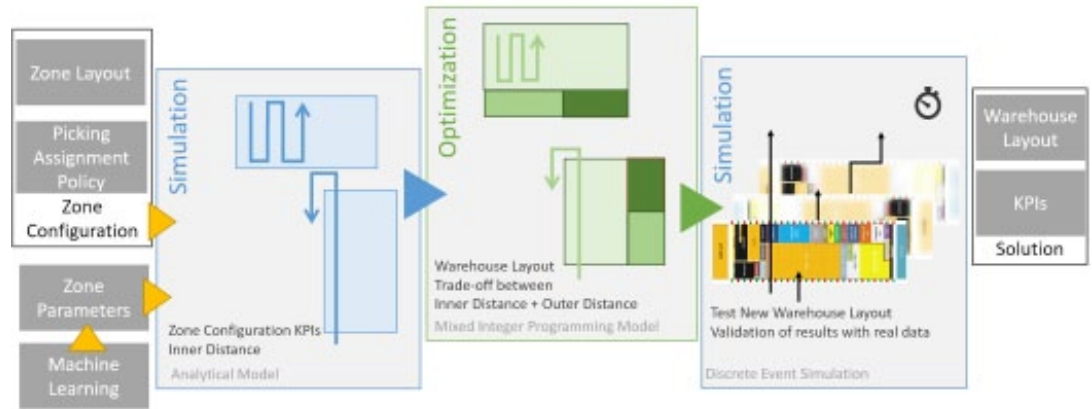 Zone Layout
Picking
Assignment
Policy
Zone
Configuration
Zone
Parameters
Machine
Learning
Simulation
Zone Configuration KPIs
Inner Distance
Analytical Model
Optimization
Warehouse Layout
Trade-off between
Inner Distance + Outer Distance
Mixed Integer Programming Model
Simulation
Test New Warehouse Layout
Validation of results with real data
Discrete Event Simulation
Warehouse
Layout
KPIs
Solution